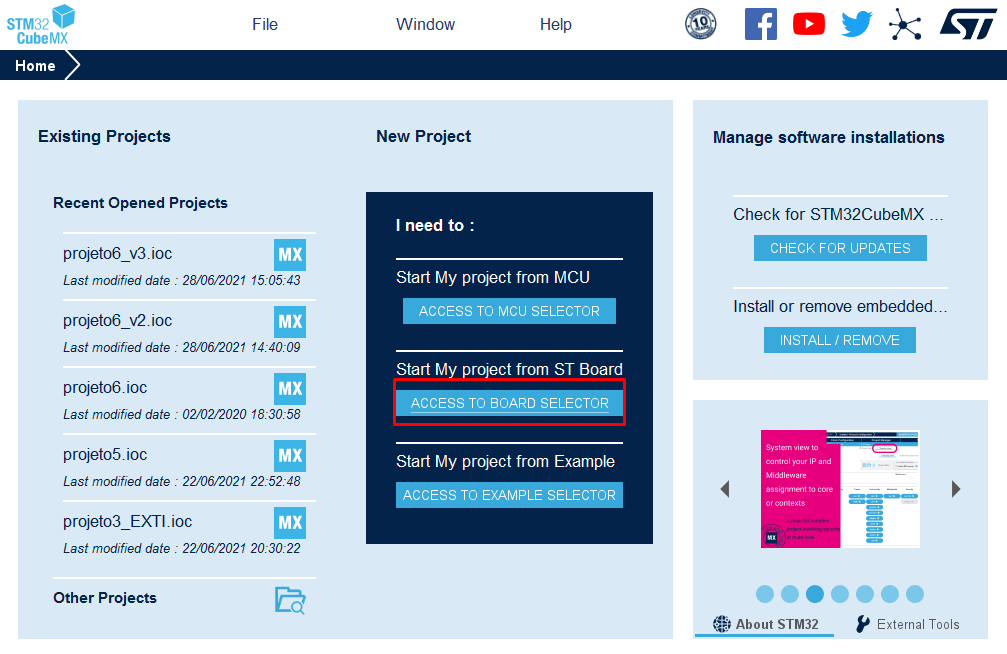 STM32
CubeMX
File
Window
Help
10
Home
Existing Projects
Recent Opened Projects
projeto6_v3.ioc
MX
Last modified date : 28/06/2021 15:05:43
projeto6_v2.ioc
MX
Last modified date : 28/06/2021 14:40:09
projeto6.ioc
MX
Last modified date : 02/02/2020 18:30:58
projeto5.ioc
MX
Last modified date : 22/06/2021 22:52:48
projeto3_EXTI.ioc
MX
Last modified date : 22/06/2021 20:30:22
Other Projects
New Project
I need to :
Start My project from MCU
ACCESS TO MCU SELECTOR
Start My project from ST Board
ACCESS TO BOARD SELECTOR
Start My project from Example
ACCESS TO EXAMPLE SELECTOR
Manage software installations
Check for STM32CubeMX ...
CHECK FOR UPDATES
Install or remove embedded...
INSTALL / REMOVE
System view to
control your IP and
Middleware
assignment to core
or contexts
MX
About STM32
External Tools